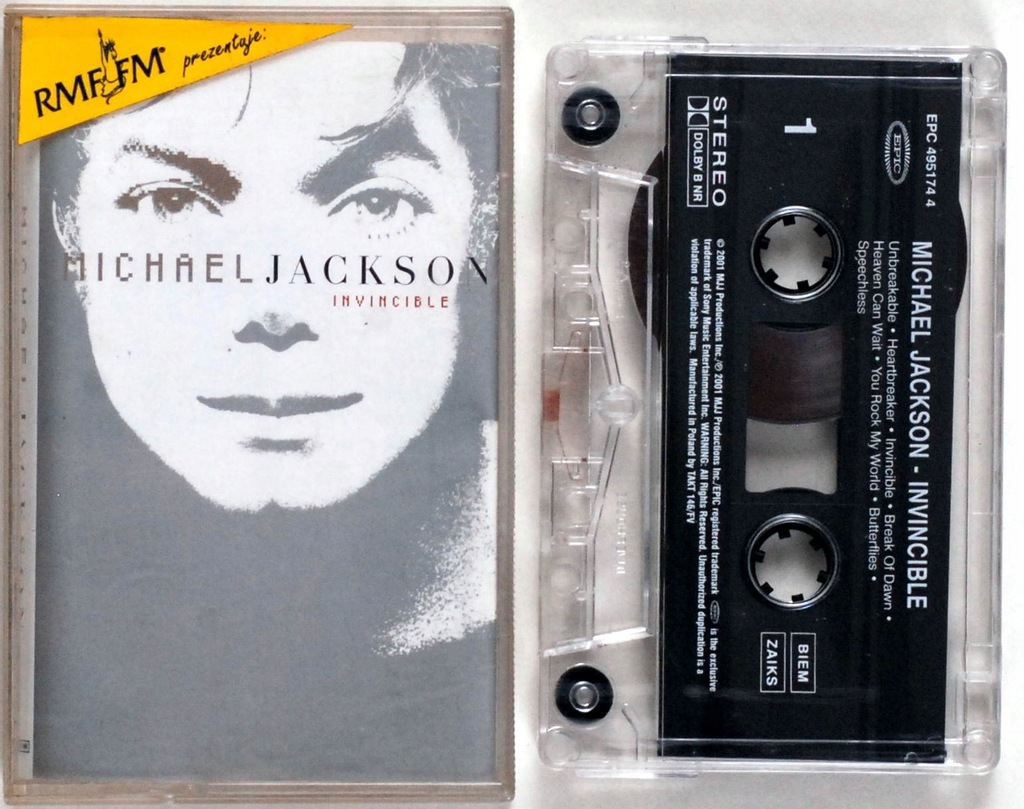 RMF FM prezentuje:
MICHAEL JACKSON
INVINCIBLE
EPC 495174 4
EPIC
MICHAEL JACKSON - INVINCIBLE
Unbreakable • Heartbreaker • Invincible • Break Of Dawn •
Heaven Can Wait • You Rock My World • Butterflies •
Speechless
1
BIEM
ZAIKS
STEREO
DOLBY B NR
© 2001 MJJ Productions Inc./℗ 2001 MJJ Productions Inc./EPIC registered trademark EPIC is the exclusive
trademark of Sony Music Entertainment Inc. WARNING: All Rights Reserved. Unauthorized duplication is a
violation of applicable laws. Manufactured in Poland by TAKT 146/FV